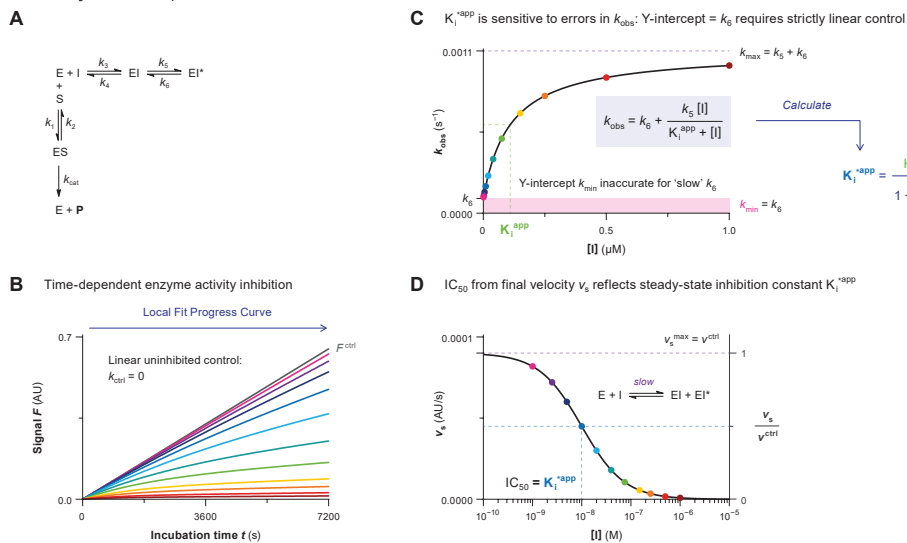 A
E + I k3 k4 EI k5 k6 EI*
+
S
k1 k2
ES
kcat
E + P
B Time-dependent enzyme activity inhibition
Local Fit Progress Curve
0.7
Fctrl
Linear uninhibited control:
kctrl = 0
Signal F (AU)
0.0
0 3600 7200
Incubation time t (s)
C Ki*app is sensitive to errors in kobs: Y-intercept = k6 requires strictly linear control
0.0011
kmax = k5 + k6
kobs (s−1)
kobs = k6 + k5 [I] / Kiapp + [I]
Calculate
Ki*app =
1
Y-intercept kmin inaccurate for 'slow' k6
k6
kmin = k6
0.0000
0 0.5 1.0
Kiapp
[I] (µM)
D IC50 from final velocity vs reflects steady-state inhibition constant Ki*app
0.0001
vsmax = vctrl
1
slow
E + I EI + EI*
vs (AU/s)
vs
vctrl
IC50 = Ki*app
0.0000
0
10−10 10−9 10−8 10−7 10−6 10−5
[I] (M)